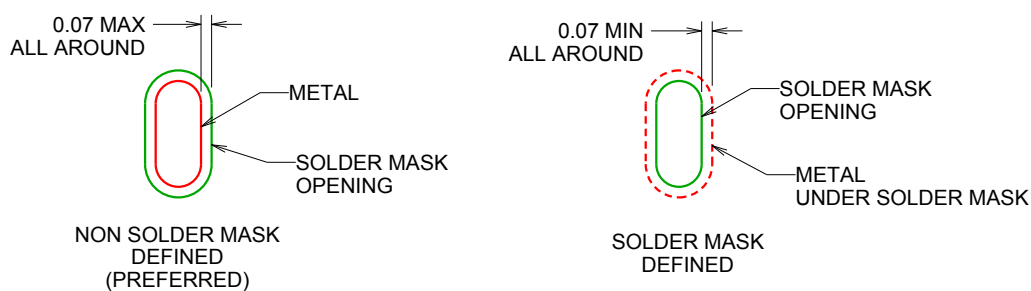 0.07 MAX
ALL AROUND
METAL
SOLDER MASK
OPENING
NON SOLDER MASK
DEFINED
(PREFERRED)
0.07 MIN
ALL AROUND
SOLDER MASK
OPENING
METAL
UNDER SOLDER MASK
SOLDER MASK
DEFINED